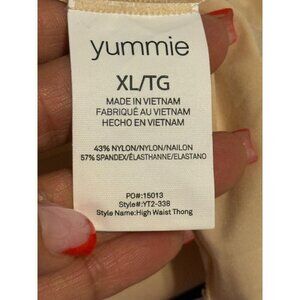 yummie
XL/TG
MADE IN VIETNAM
FABRIQUÉ AU VIETNAM
HECHO EN VIETNAM
43% NYLON/NYLON/NAILON
57% SPANDEX/ÉLASTHANNE/ELASTANO
PO#:15013
Style#:YT2-338
Style Name:High Waist Thong